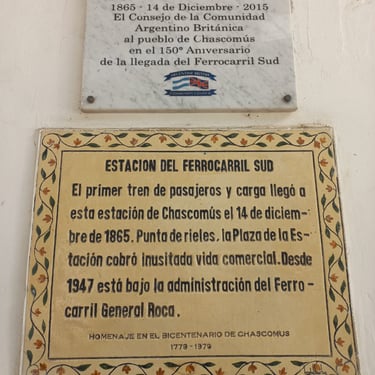 1865 - 14 de Diciembre - 2015
El Consejo de la Comunidad
Argentino Británica
al pueblo de Chascomús
en el 150° Aniversario
de la llegada del Ferrocarril Sud
ESTACION DEL FERROCARRIL SUD
El primer tren de pasajeros y carga llegó a
esta estación de Chascomús el 14 de diciem-
bre de 1865. Punta de rieles, la Plaza de la Es-
tación cobró inusitada vida comercial. Desde
1947 está bajo la administración del Ferro-
carril General Roca.
HOMENAJE EN EL BICENTENARIO DE CHASCOMUS
1779 - 1979